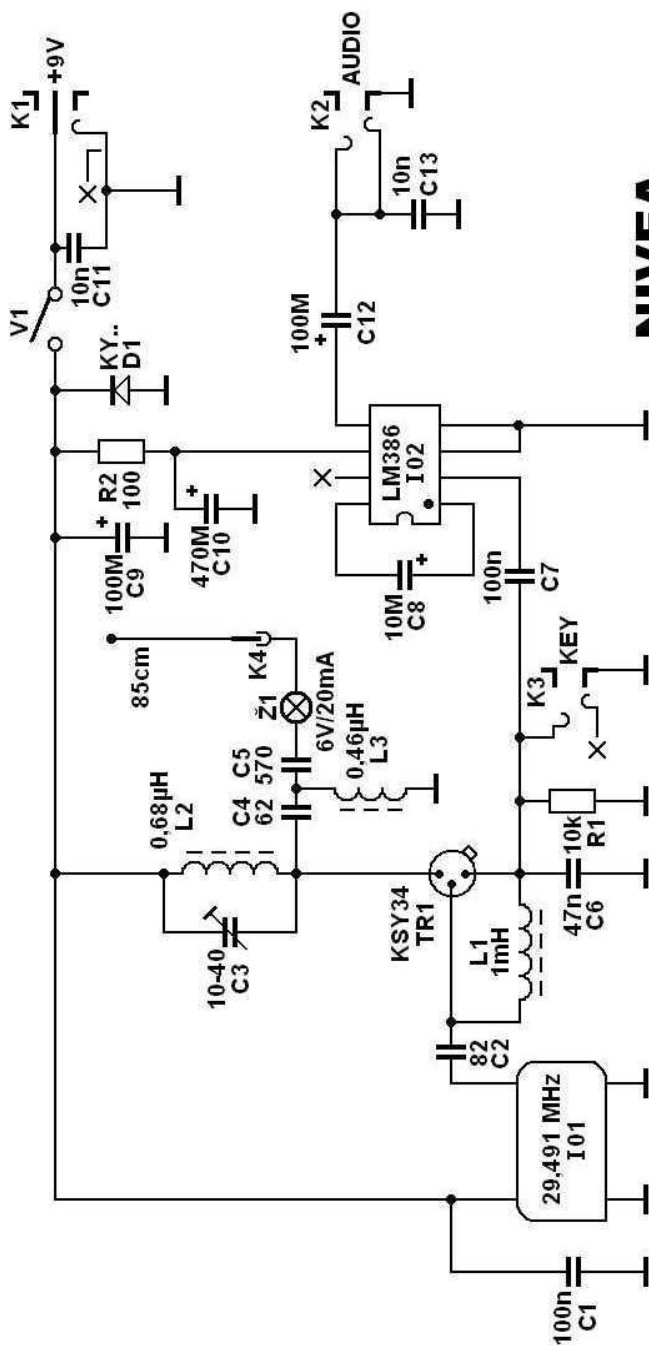 K1
+9V
10n
C11
V1
KY..
D1
R2
100
100M
C9
470M
C10
K2
AUDIO
10n
C13
100M
C12
LM386
IO2
10M
C8
100n
C7
85cm
K4
Ž1
6V/20mA
C5
570
C4
62
0,46µH
L3
0,68µH
L2
10-40
C3
KSY34
TR1
K3
KEY
10k
R1
47n
C6
L1
1mH
82
C2
29,491 MHz
IO1
100n
C1